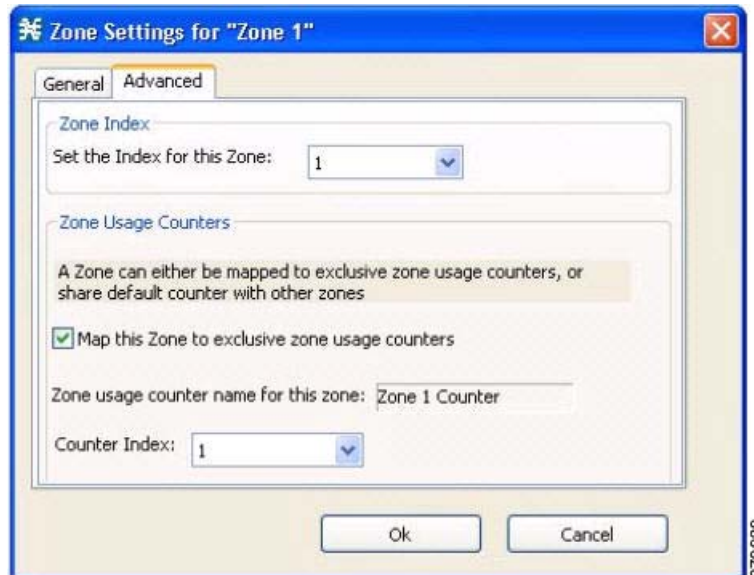 Zone Settings for "Zone 1"
General
Advanced
Zone Index
Set the Index for this Zone:
1
Zone Usage Counters
A Zone can either be mapped to exclusive zone usage counters, or
share default counter with other zones
Map this Zone to exclusive zone usage counters
Zone usage counter name for this zone: Zone 1 Counter
Counter Index:
1
Ok
Cancel